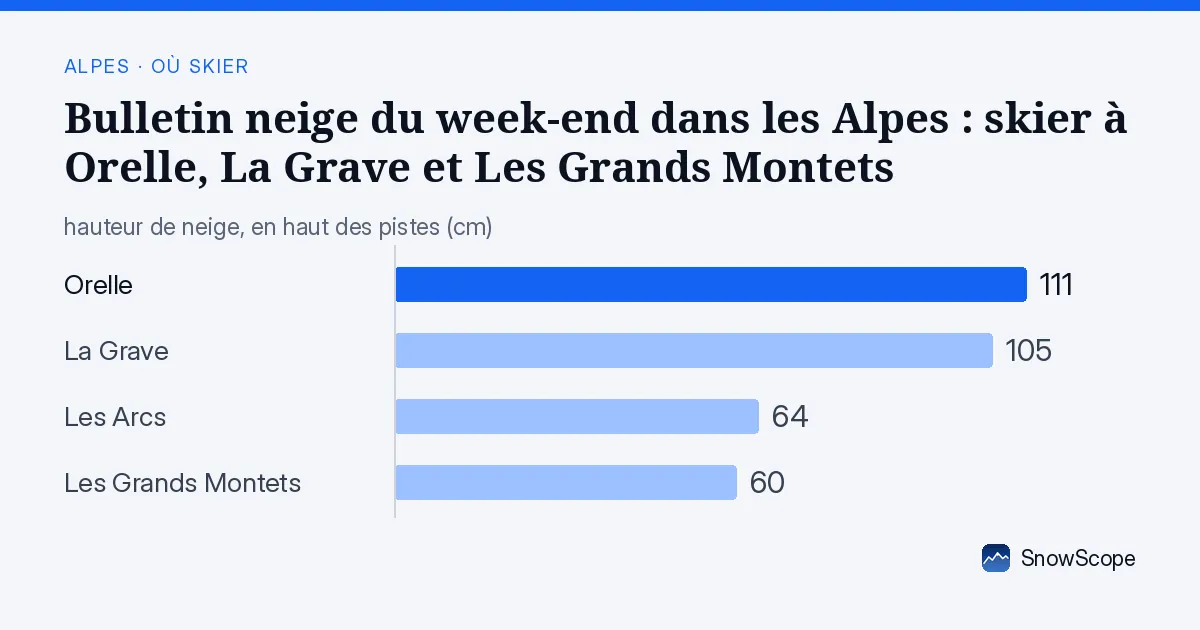 ALPES · OÙ SKIER
Bulletin neige du week-end dans les Alpes : skier à
Orelle, La Grave et Les Grands Montets
hauteur de neige, en haut des pistes (cm)
Orelle 111
La Grave 105
Les Arcs 64
Les Grands Montets 60
SnowScope